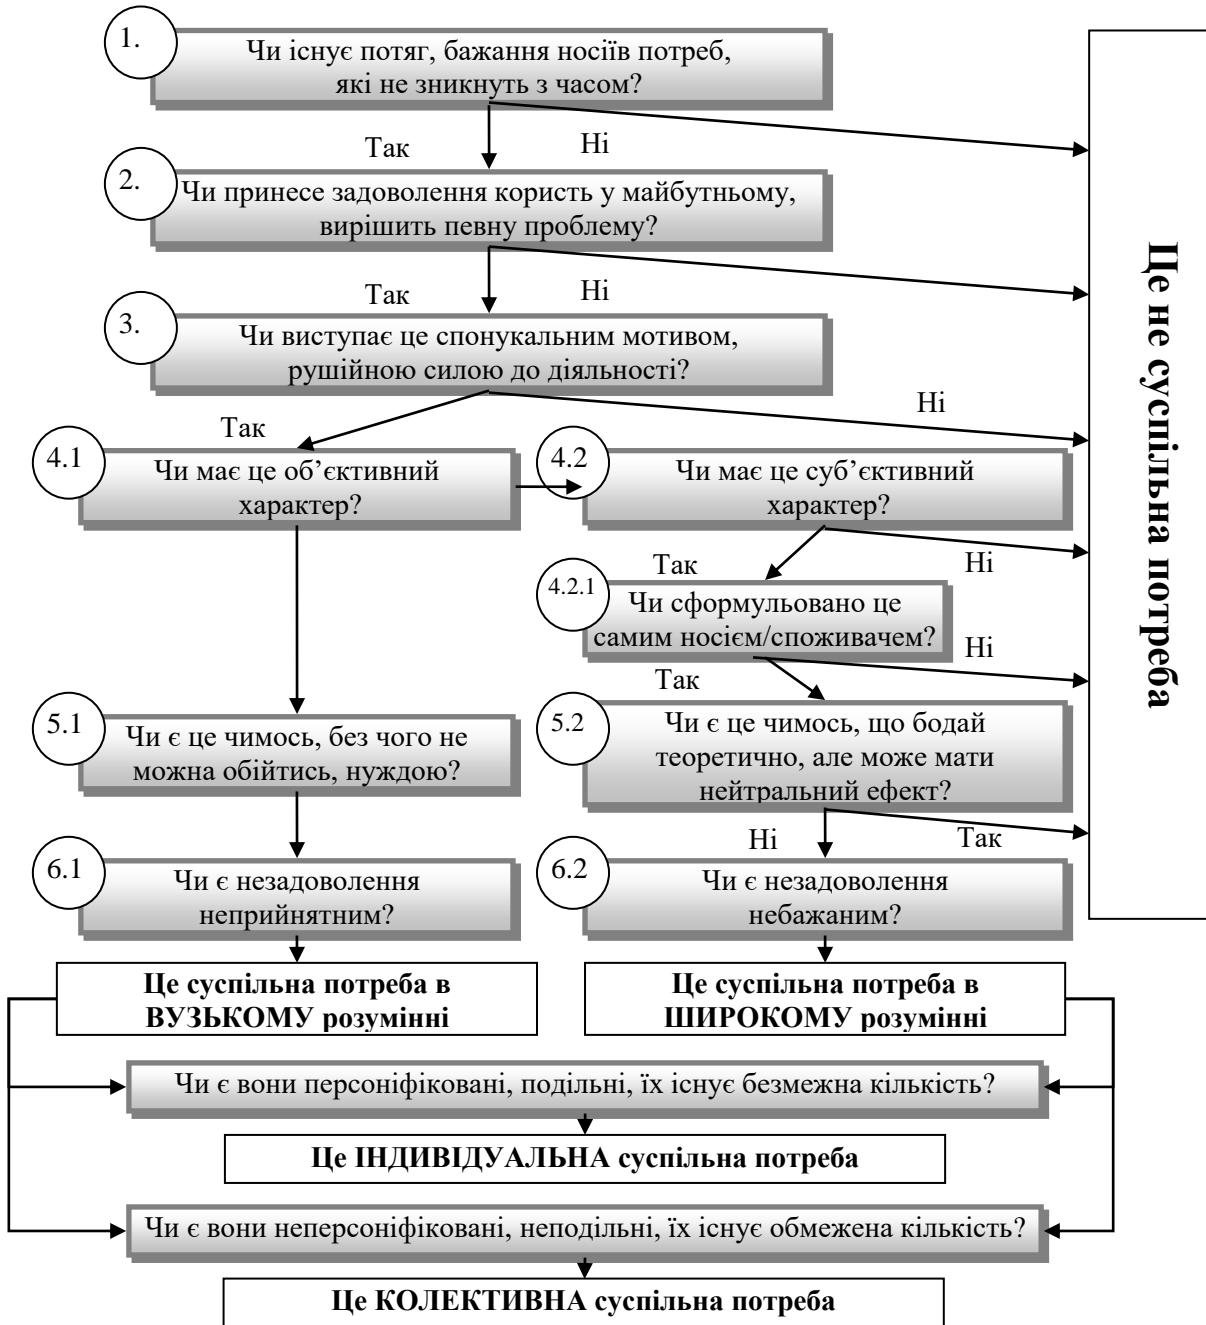 1.
Чи існує потяг, бажання носіїв потреб,
які не зникнуть з часом?
Так
Ні
2.
Чи принесе задоволення користь у майбутньому,
вирішить певну проблему?
Так
Ні
3.
Чи виступає це спонукальним мотивом,
рушійною силою до діяльності?
Так
Ні
4.1
Чи має це об’єктивний
характер?
4.2
Чи має це суб’єктивний
характер?
Так
Ні
4.2.1
Чи сформульовано це
самим носієм/споживачем?
Так
Ні
5.1
Чи є це чимось, без чого не
можна обійтись, нуждою?
5.2
Чи є це чимось, що бодай
теоретично, але може мати
нейтральний ефект?
Ні
Так
6.1
Чи є незадоволення
неприйнятним?
6.2
Чи є незадоволення
небажаним?
Це суспільна потреба в
ВУЗЬКОМУ розумінні
Це суспільна потреба в
ШИРОКОМУ розумінні
Чи є вони персоніфіковані, подільні, їх існує безмежна кількість?
Це ІНДИВІДУАЛЬНА суспільна потреба
Чи є вони неперсоніфіковані, неподільні, їх існує обмежена кількість?
Це КОЛЕКТИВНА суспільна потреба
Це не суспільна потреба